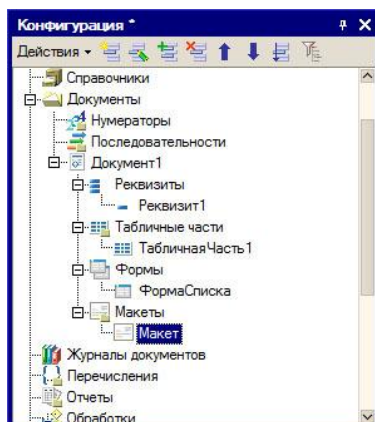 Конфигурация *
Действия
Справочники
Документы
Нумераторы
Последовательности
Документ1
Реквизиты
Реквизит1
Табличные части
ТабличнаяЧасть1
Формы
ФормаСписка
Макеты
Макет
Журналы документов
Перечисления
Отчеты
Обработки